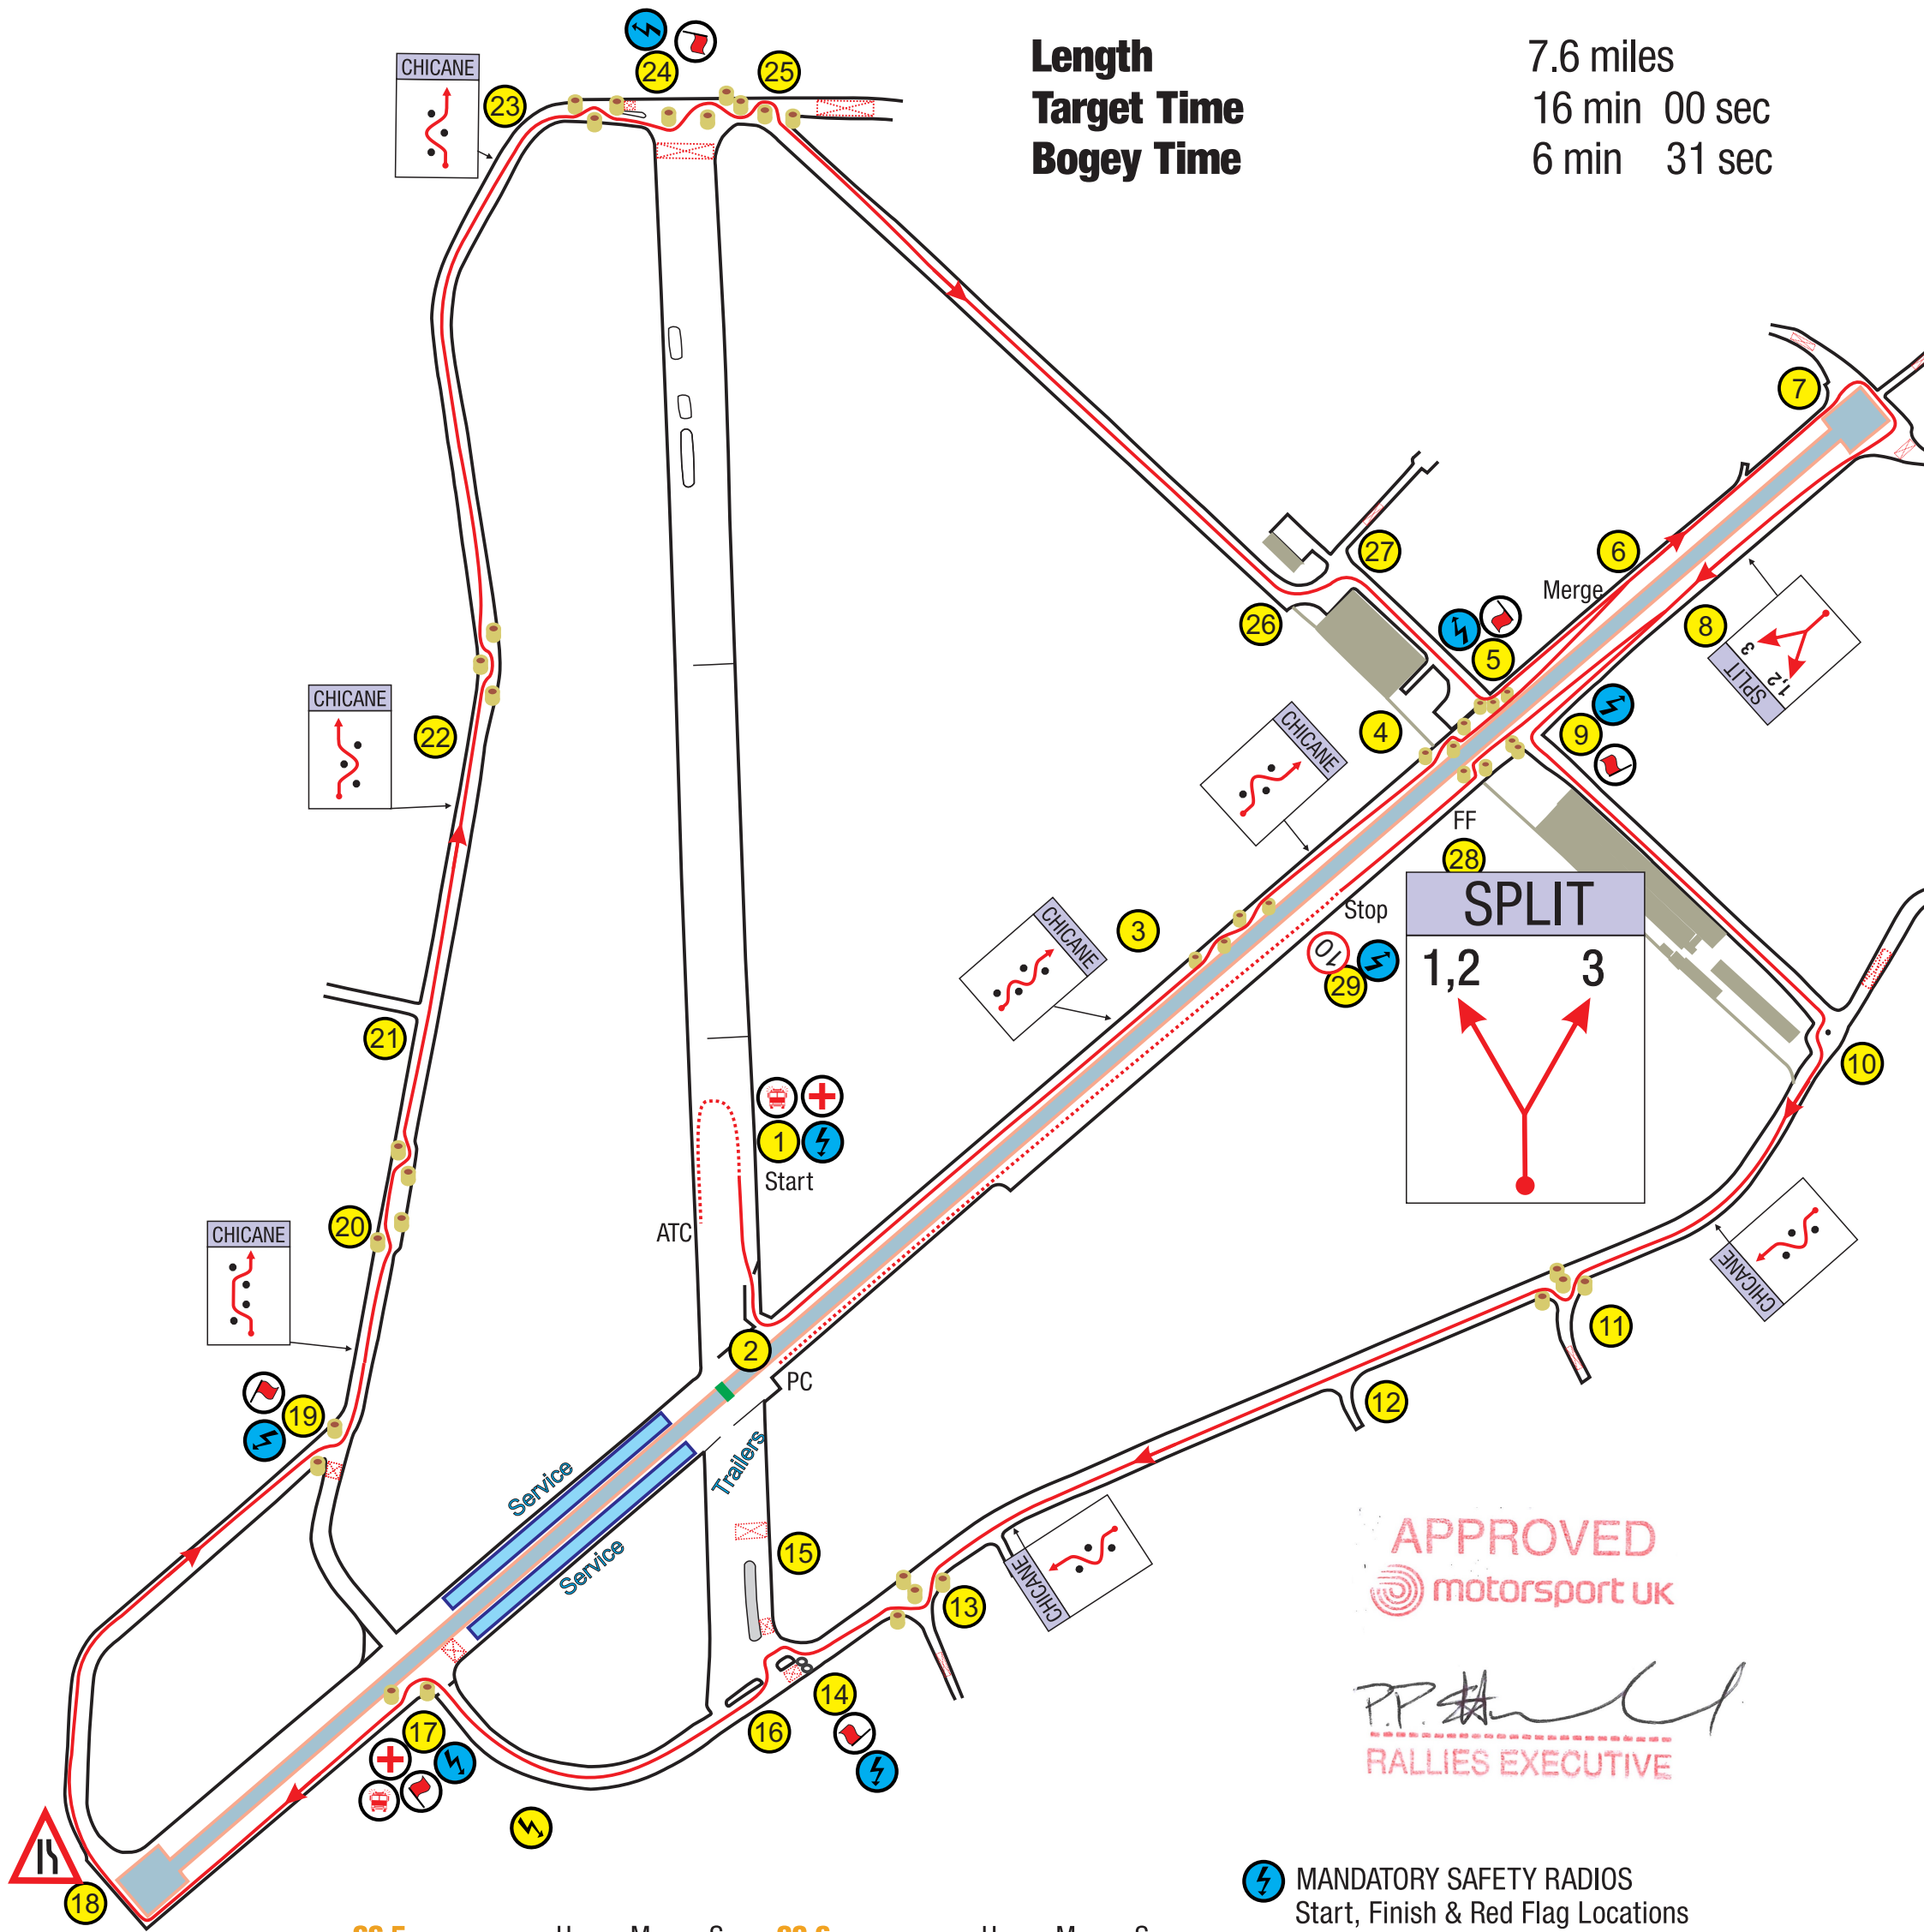 Length 7.6 miles
Target Time 16 min 00 sec
Bogey Time 6 min 31 sec
CHICANE
23
24
25
7
27
6
Merge
26
5
8
3
1,2
SPLIT
9
4
CHICANE
CHICANE
22
FF
28
SPLIT
1,2 3
CHICANE
3
Stop
10
29
21
10
1
Start
ATC
20
CHICANE
CHICANE
11
2
PC
12
19
Service
Trailers
Service
15
CHICANE
13
14
16
17
18
APPROVED
motorsport uk
RALLIES EXECUTIVE
MANDATORY SAFETY RADIOS
Start, Finish & Red Flag Locations